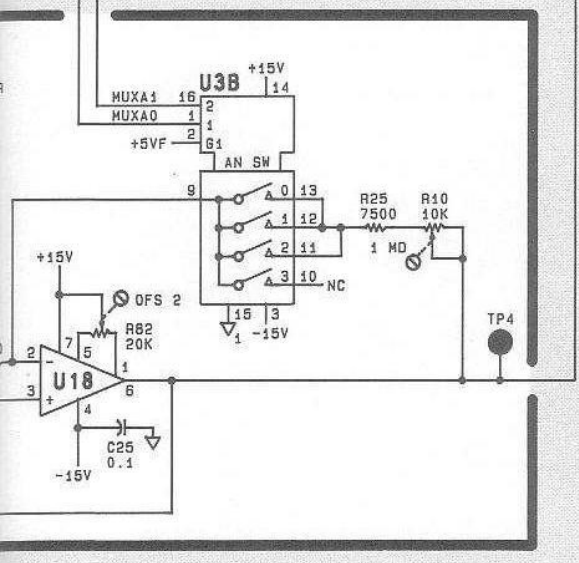 +15V
U3B
14
MUXA1 16 2
MUXA0 1 1
+5VF 2 G1
AN SW
9 0 13
1 12
2 11
3 10 NC
15 3
1 -15V
R25
7500
R10
10K
1 MD
+15V
OFS 2
R82
20K
7 5
2 - 1
U18 6
3 +
4
C25
0.1
-15V
TP4